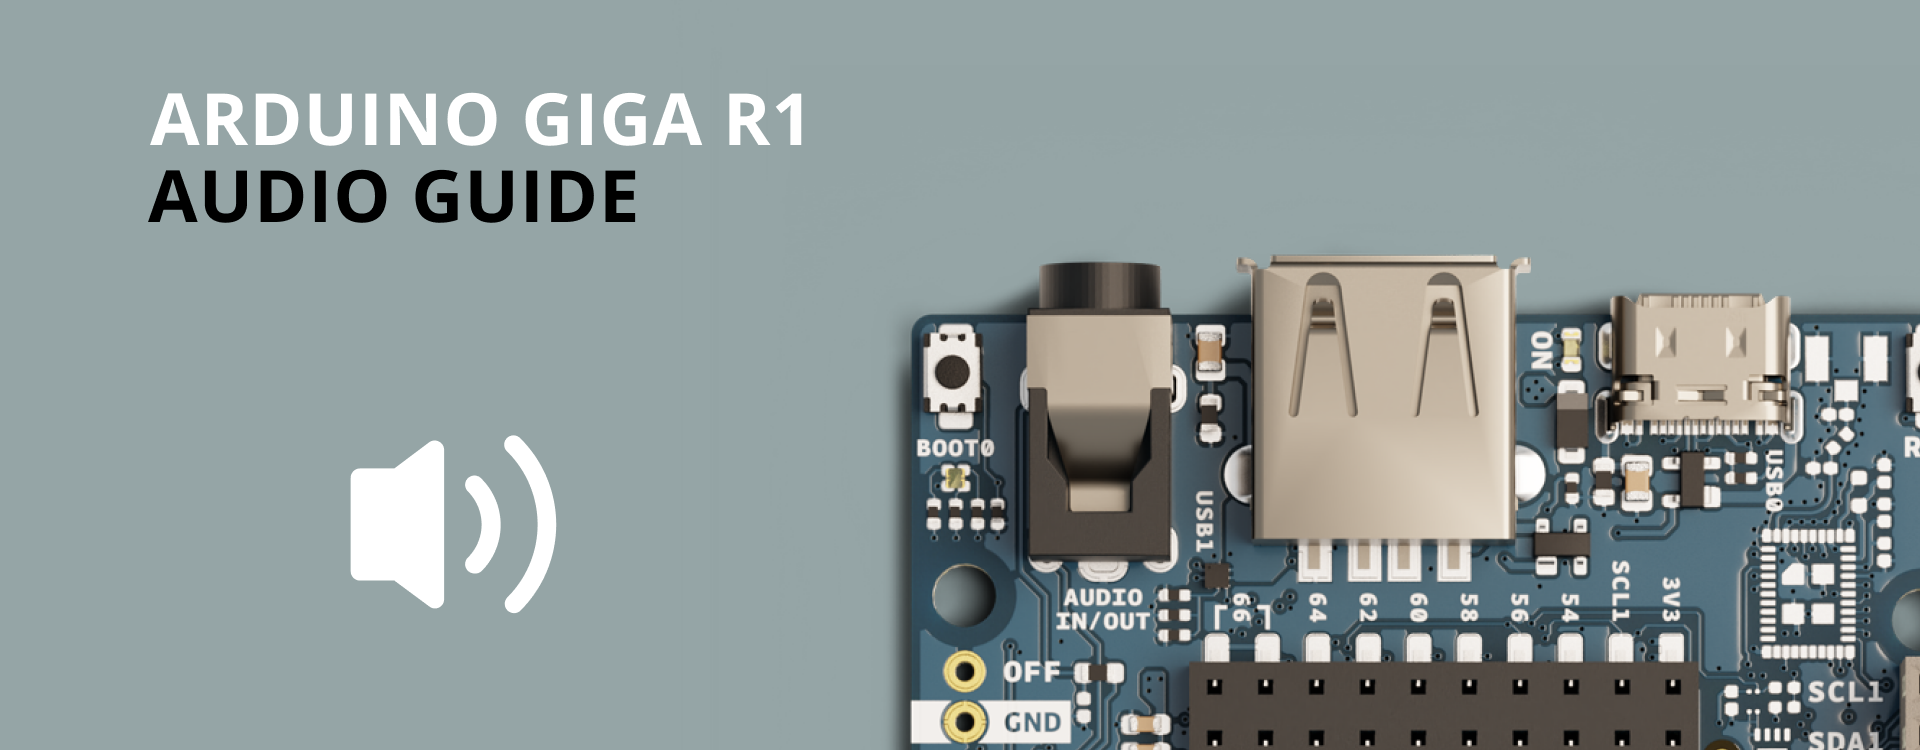 ARDUINO GIGA R1
AUDIO GUIDE
ON
BOOT0
USB1
USB0
R
AUDIO
IN/OUT
66
64
62
60
58
56
54
SCL1
3V3
OFF
GND
SCL1
SDA1